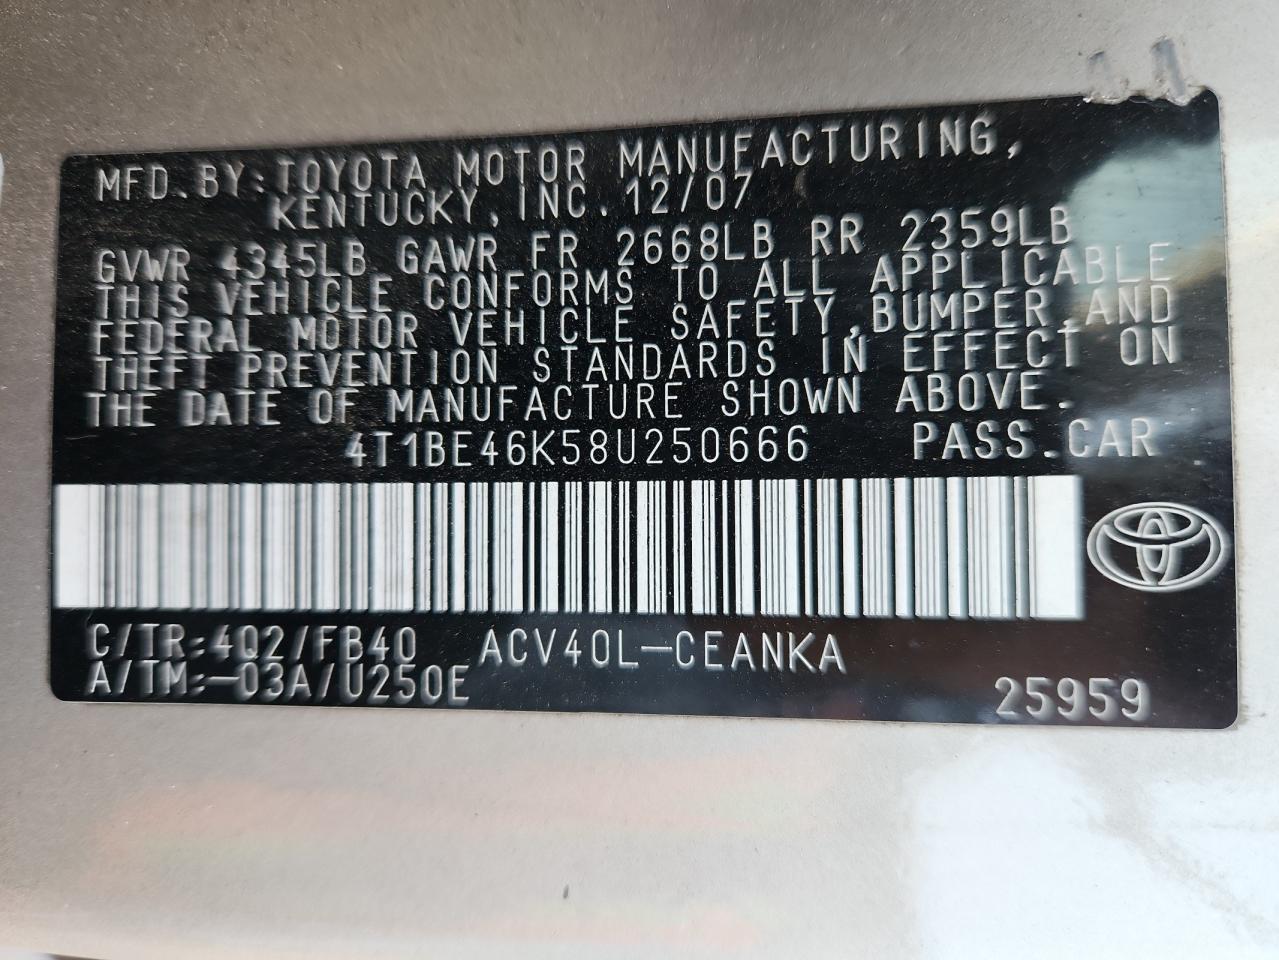 MFD.BY:TOYOTA MOTOR MANUFACTURING,
KENTUCKY, INC. 12/07
GVWR 4345LB GAWR FR 2668LB RR 2359LB
THIS VEHICLE CONFORMS TO ALL APPLICABLE
FEDERAL MOTOR VEHICLE SAFETY,BUMPER,AND
THEFT PREVENTION STANDARDS IN EFFECT ON
THE DATE OF MANUFACTURE SHOWN ABOVE.
4T1BE46K58U250666 PASS.CAR
C/TR:4Q2/FB40 ACV40L-CEANKA
A/TM:-03A/U250E 25959